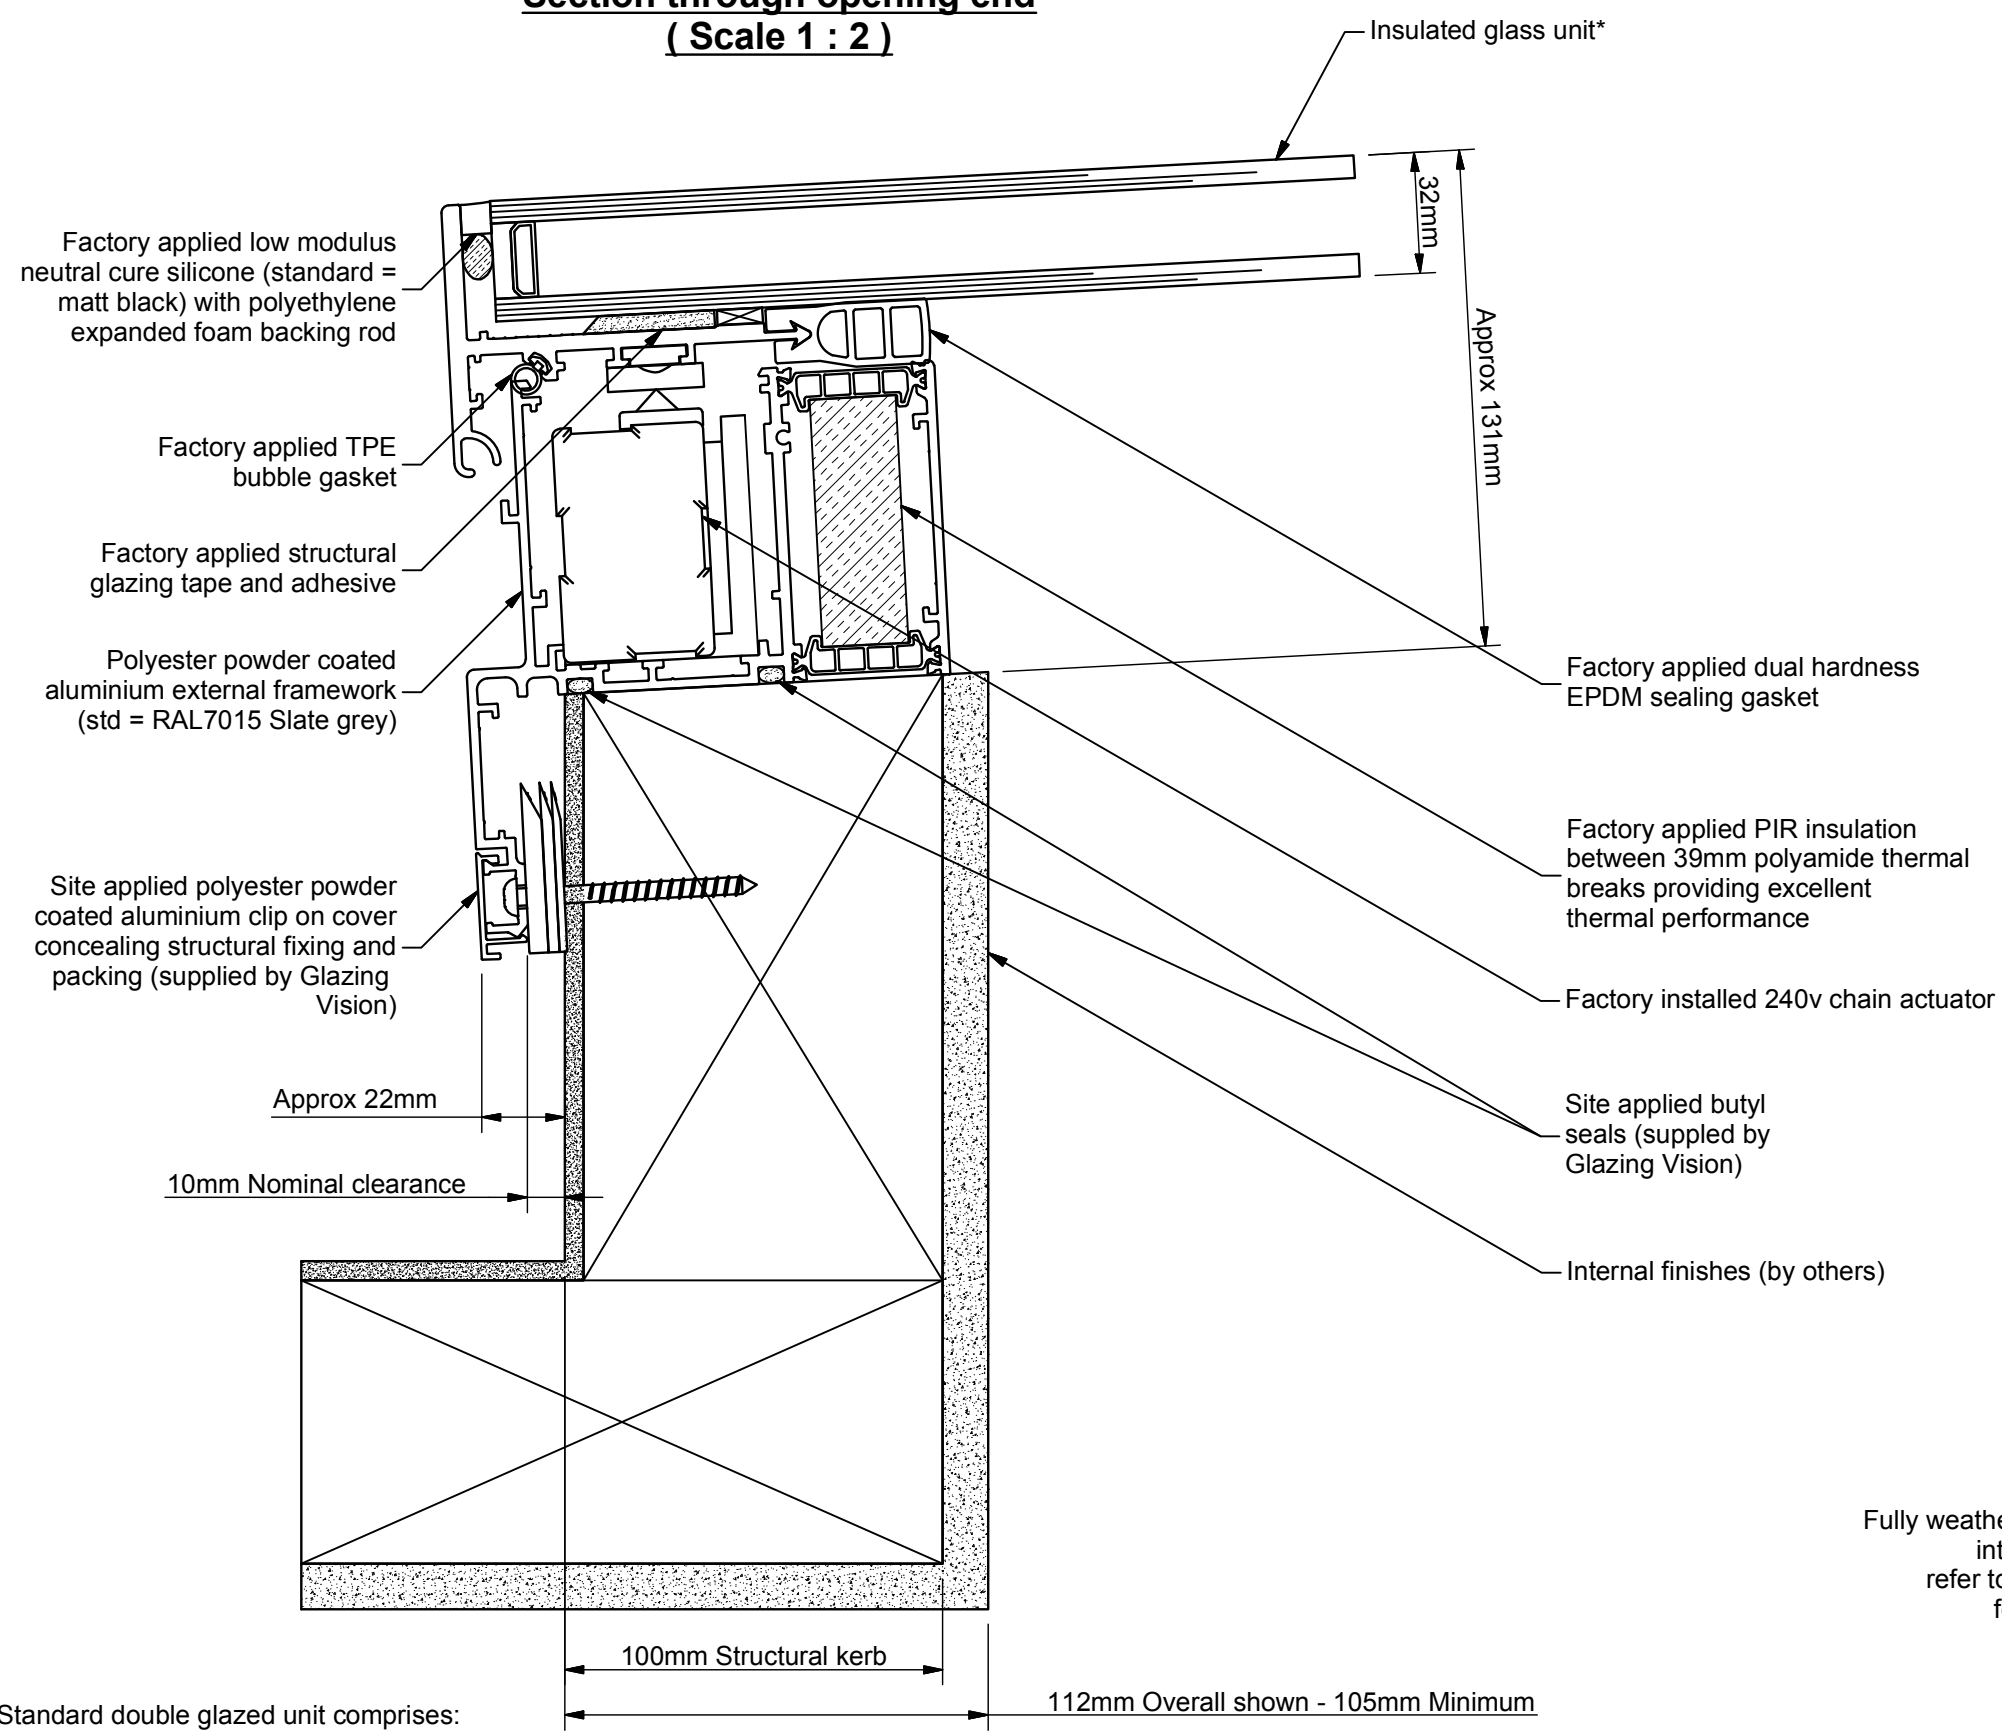 Section through opening end
( Scale 1 : 2 )
Insulated glass unit*
32mm
Approx 131mm
Factory applied low modulus
neutral cure silicone (standard =
matt black) with polyethylene
expanded foam backing rod
Factory applied TPE
bubble gasket
Factory applied structural
glazing tape and adhesive
Polyester powder coated
aluminium external framework
(std = RAL7015 Slate grey)
Site applied polyester powder
coated aluminium clip on cover
concealing structural fixing and
packing (supplied by Glazing
Vision)
Approx 22mm
10mm Nominal clearance
Factory applied dual hardness
EPDM sealing gasket
Factory applied PIR insulation
between 39mm polyamide thermal
breaks providing excellent
thermal performance
Factory installed 240v chain actuator
Site applied butyl
seals (suppled by
Glazing Vision)
Internal finishes (by others)
Fully
refer
100mm Structural kerb
112mm Overall shown - 105mm Minimum
Standard double glazed unit comprises: